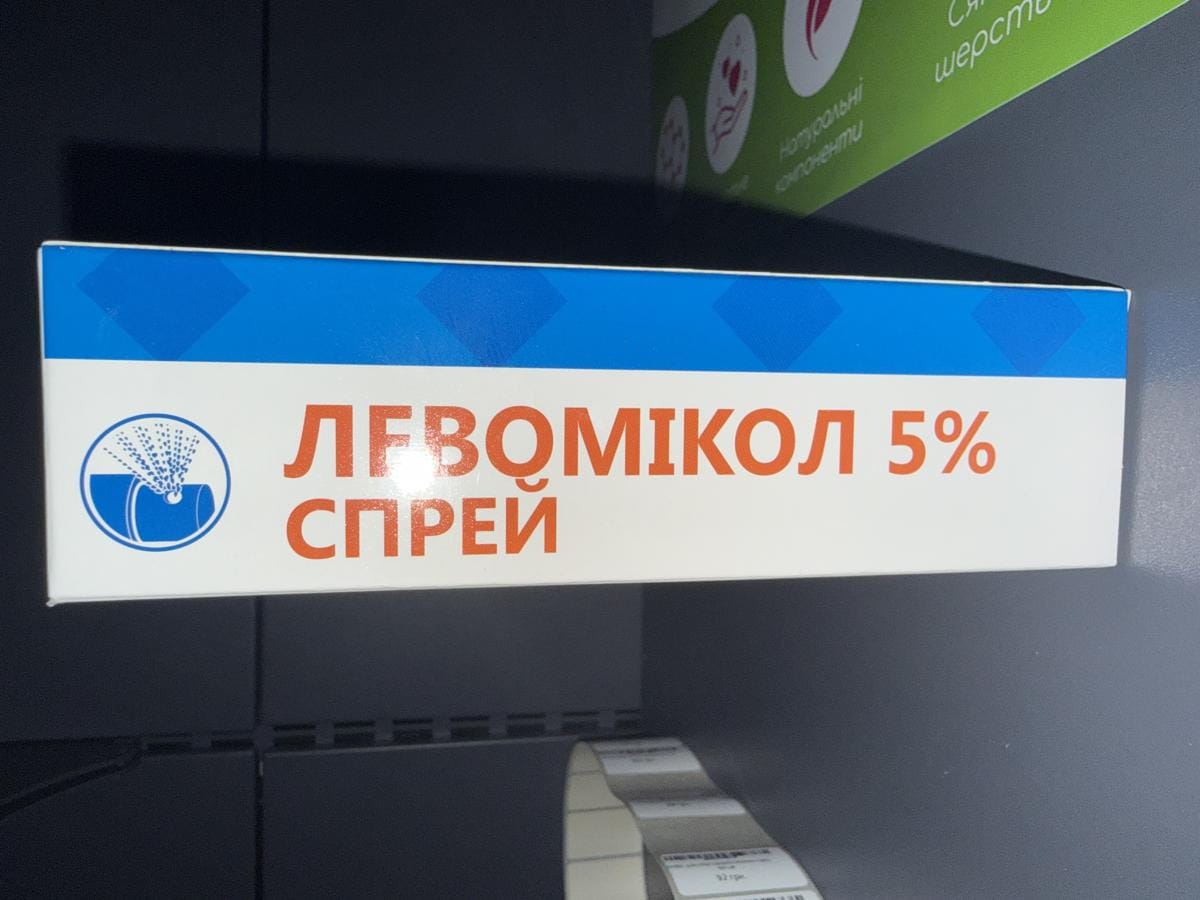 Натуральні
компоненти
шерсть
ЛЕВОМІКОЛ 5%
СПРЕЙ
92 грн.